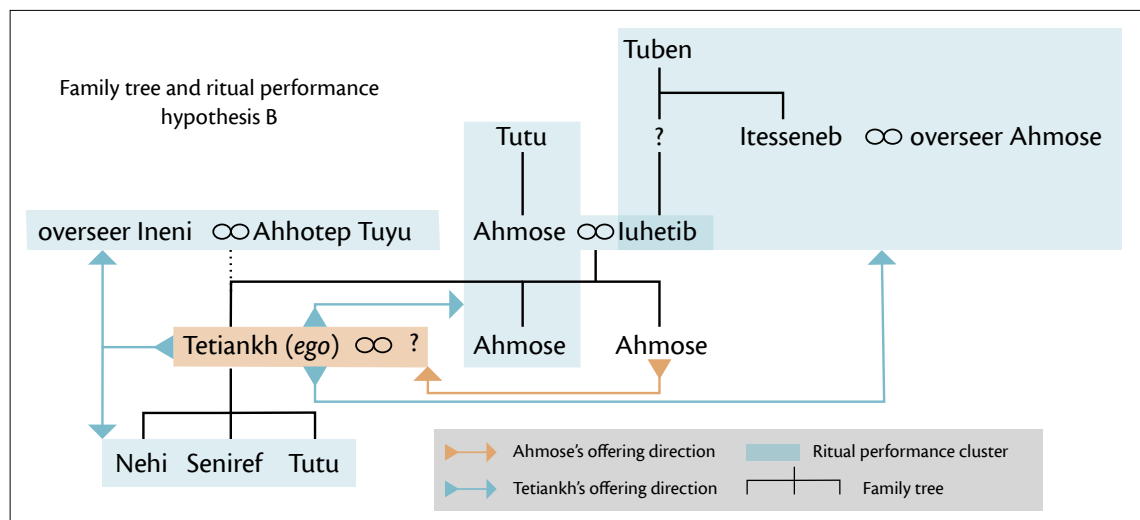 Tuben
Family tree and ritual performance
hypothesis B
Tutu
?
Itesseneb ∞ overseer Ahmose
overseer Ineni ∞ Ahhotep Tuyu
Ahmose ∞ Iuhetib
Tetiankh (ego) ∞ ?
Ahmose
Ahmose
Nehi Seniref Tutu
Ahmose's offering direction
Ritual performance cluster
Tetiankh's offering direction
Family tree